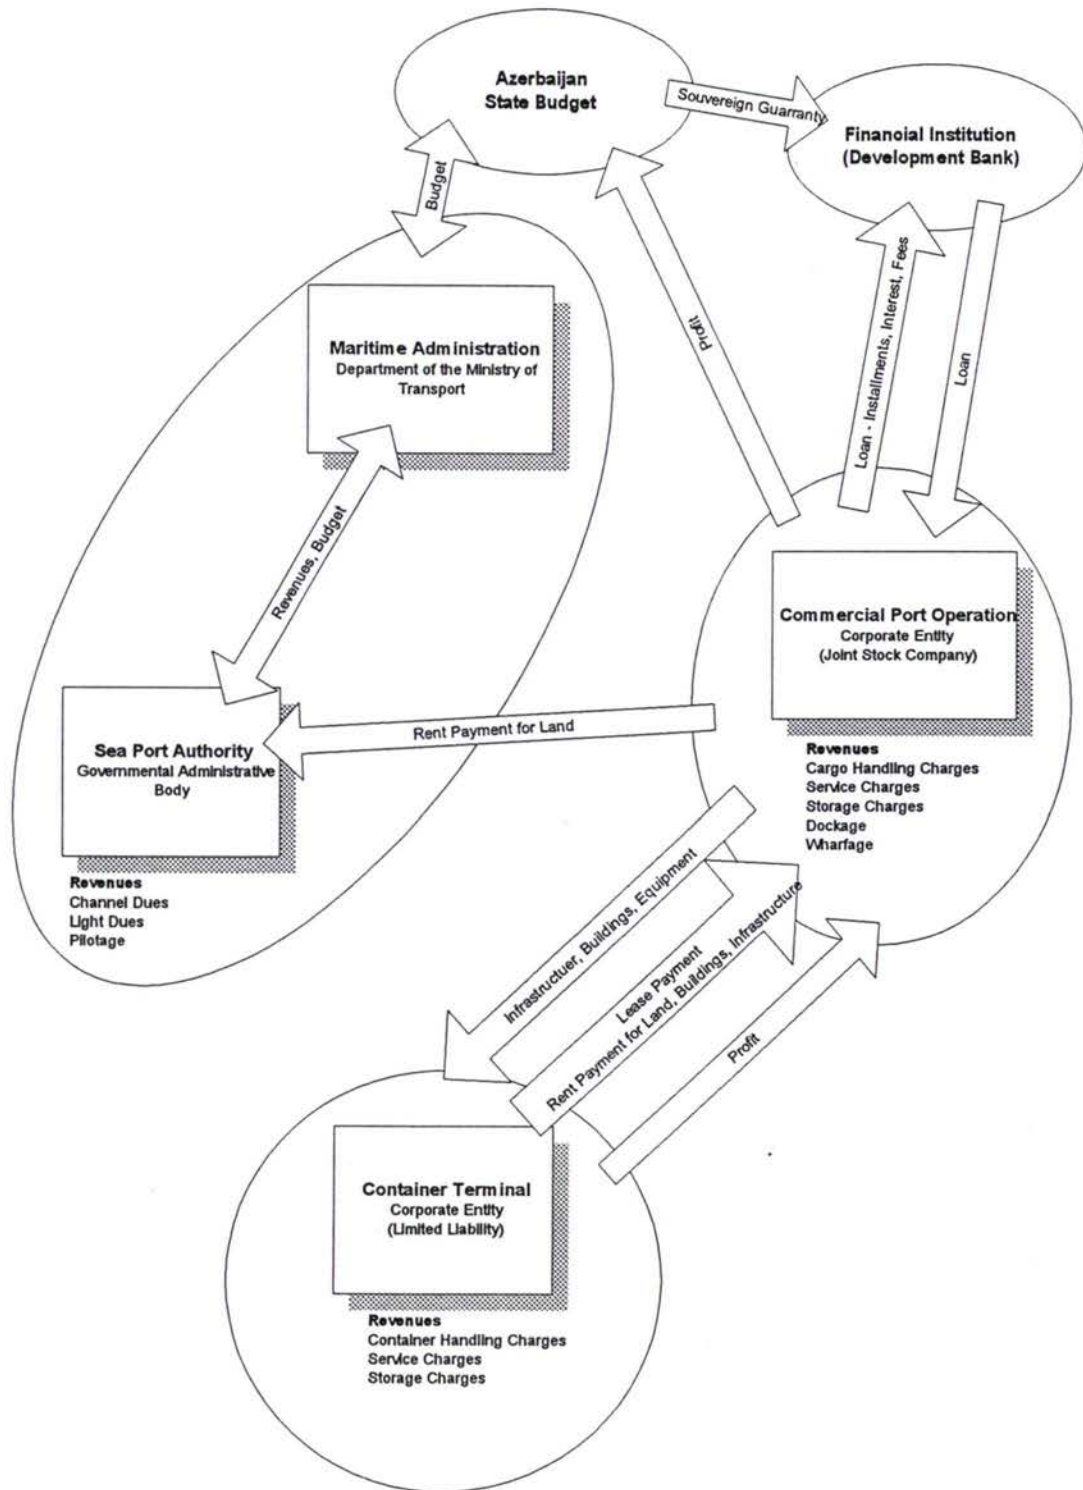 Azerbaijan
State Budget
Souvereign Guarranty
Financial Institution
(Development Bank)
Budget
Maritime Administration
Department of the Ministry of
Transport
Profit
Loan - Installments, Interest, Fees
Loan
Revenues, Budget
Commercial Port Operation
Corporate Entity
(Joint Stock Company)
Sea Port Authority
Governmental Administrative
Body
Rent Payment for Land
Revenues
Cargo Handling Charges
Service Charges
Storage Charges
Dockage
Wharfage
Revenues
Channel Dues
Light Dues
Pilotage
Infrastructuer, Buildings, Equipment
Lease Payment
Rent Payment for Land, Buildings, Infrastructure
Profit
Container Terminal
Corporate Entity
(Limited Liability)
Revenues
Container Handling Charges
Service Charges
Storage Charges